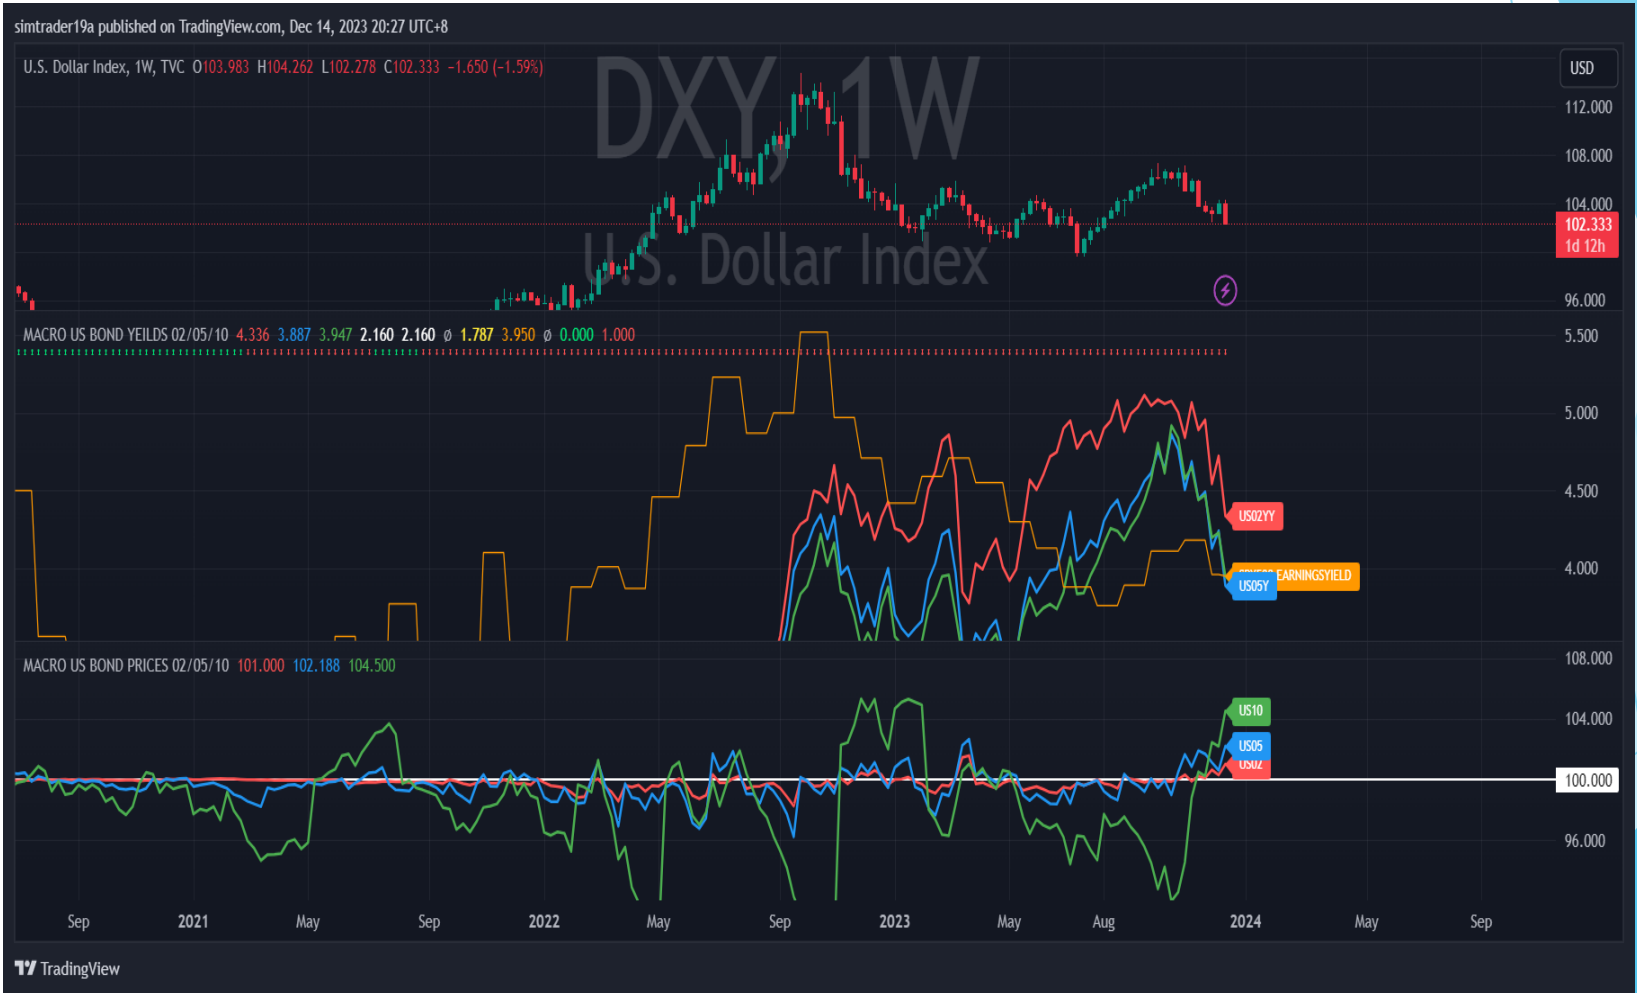 simtrader19a published on TradingView.com, Dec 14, 2023 20:27 UTC+8
U.S. Dollar Index, 1W, TVC O103.983 H104.262 L102.278 C102.333 −1.650 (−1.59%)
USD
DXY, 1W
U.S. Dollar Index
112.000
108.000
104.000
102.333
1d 12h
96.000
MACRO US BOND YEILDS 02/05/10 4.336 3.887 3.947 2.160 2.160 ø 1.787 3.950 ø 0.000 1.000
5.500
5.000
4.500
4.000
US02YY
EARNINGSYIELD
US05Y
MACRO US BOND PRICES 02/05/10 101.000 102.188 104.500
108.000
104.000
100.000
96.000
US10
US05
US02
Sep 2021 May Sep 2022 May Sep 2023 May Aug 2024 May Sep
TradingView